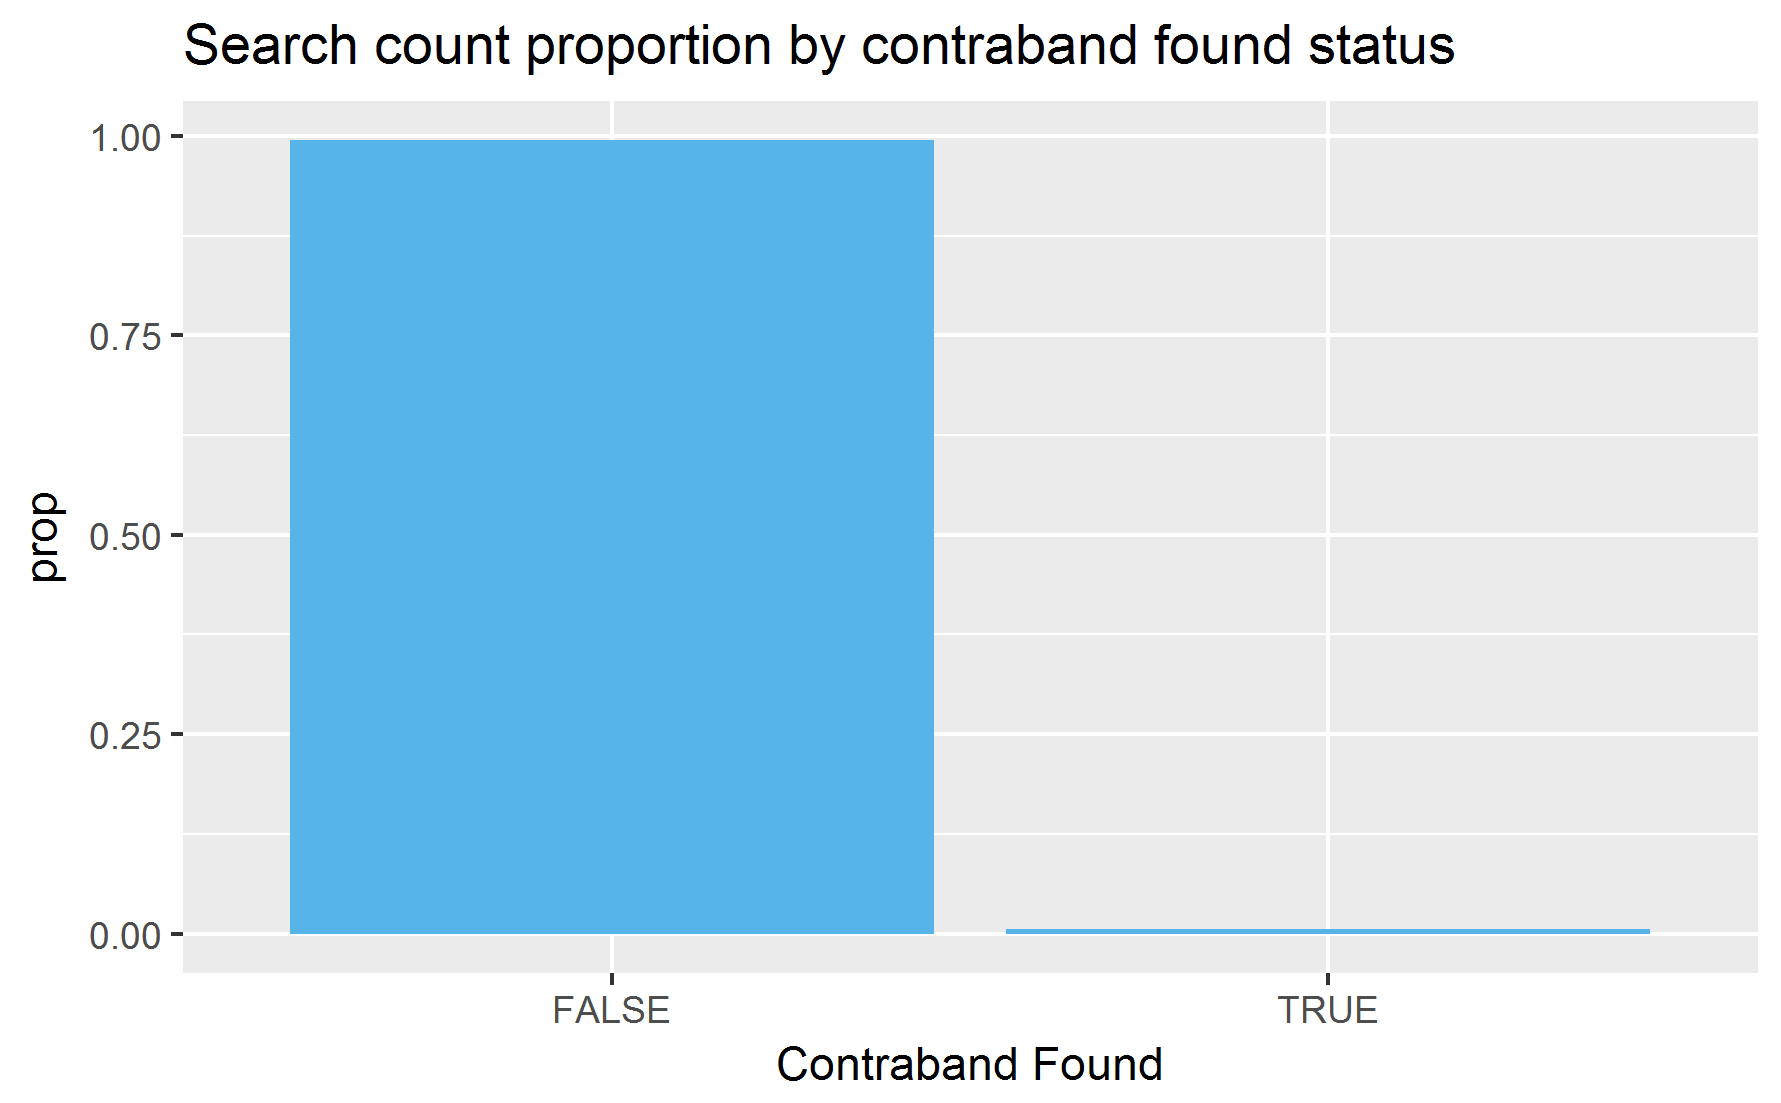 Search count proportion by contraband found status
1.00
0.75
0.50
0.25
0.00
prop
FALSE
TRUE
Contraband Found